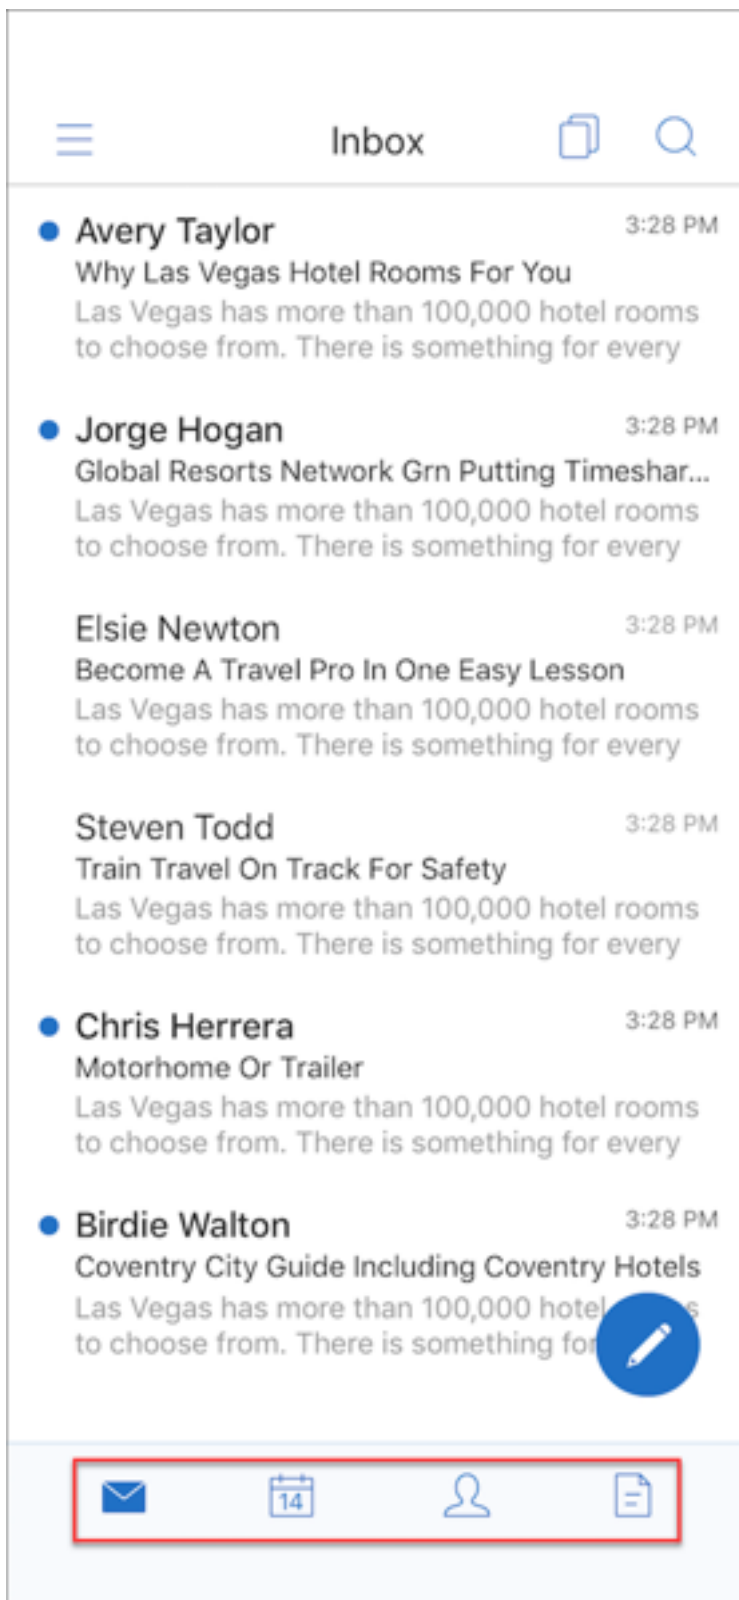 Inbox
Avery Taylor 3:28 PM
Why Las Vegas Hotel Rooms For You
Las Vegas has more than 100,000 hotel rooms
to choose from. There is something for every
Jorge Hogan 3:28 PM
Global Resorts Network Grn Putting Timeshar...
Las Vegas has more than 100,000 hotel rooms
to choose from. There is something for every
Elsie Newton 3:28 PM
Become A Travel Pro In One Easy Lesson
Las Vegas has more than 100,000 hotel rooms
to choose from. There is something for every
Steven Todd 3:28 PM
Train Travel On Track For Safety
Las Vegas has more than 100,000 hotel rooms
to choose from. There is something for every
Chris Herrera 3:28 PM
Motorhome Or Trailer
Las Vegas has more than 100,000 hotel rooms
to choose from. There is something for every
Birdie Walton 3:28 PM
Coventry City Guide Including Coventry Hotels
Las Vegas has more than 100,000 hotel
to choose from. There is something for
14